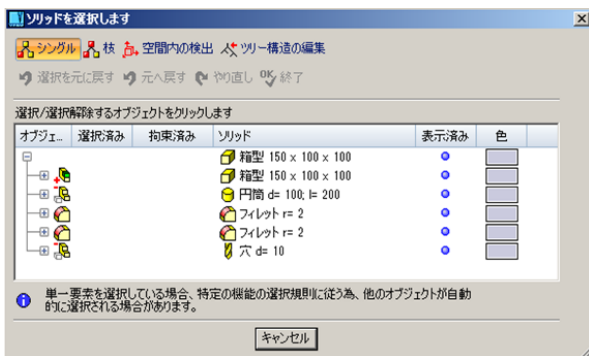 ソリッドを選択します
シングル 枝 空間内の検出 ツリー構造の編集
選択を元に戻す 元へ戻す やり直し OK 終了
選択/選択解除するオブジェクトをクリックします
オブジェ... 選択済み 拘束済み ソリッド 表示済み 色
箱型 150 x 100 x 100
箱型 150 x 100 x 100
円筒 d= 100; l= 200
フィレット r= 2
フィレット r= 2
穴 d= 10
単一要素を選択している場合、特定の機能の選択規則に従う為、他のオブジェクトが自動
的に選択される場合があります。
キャンセル